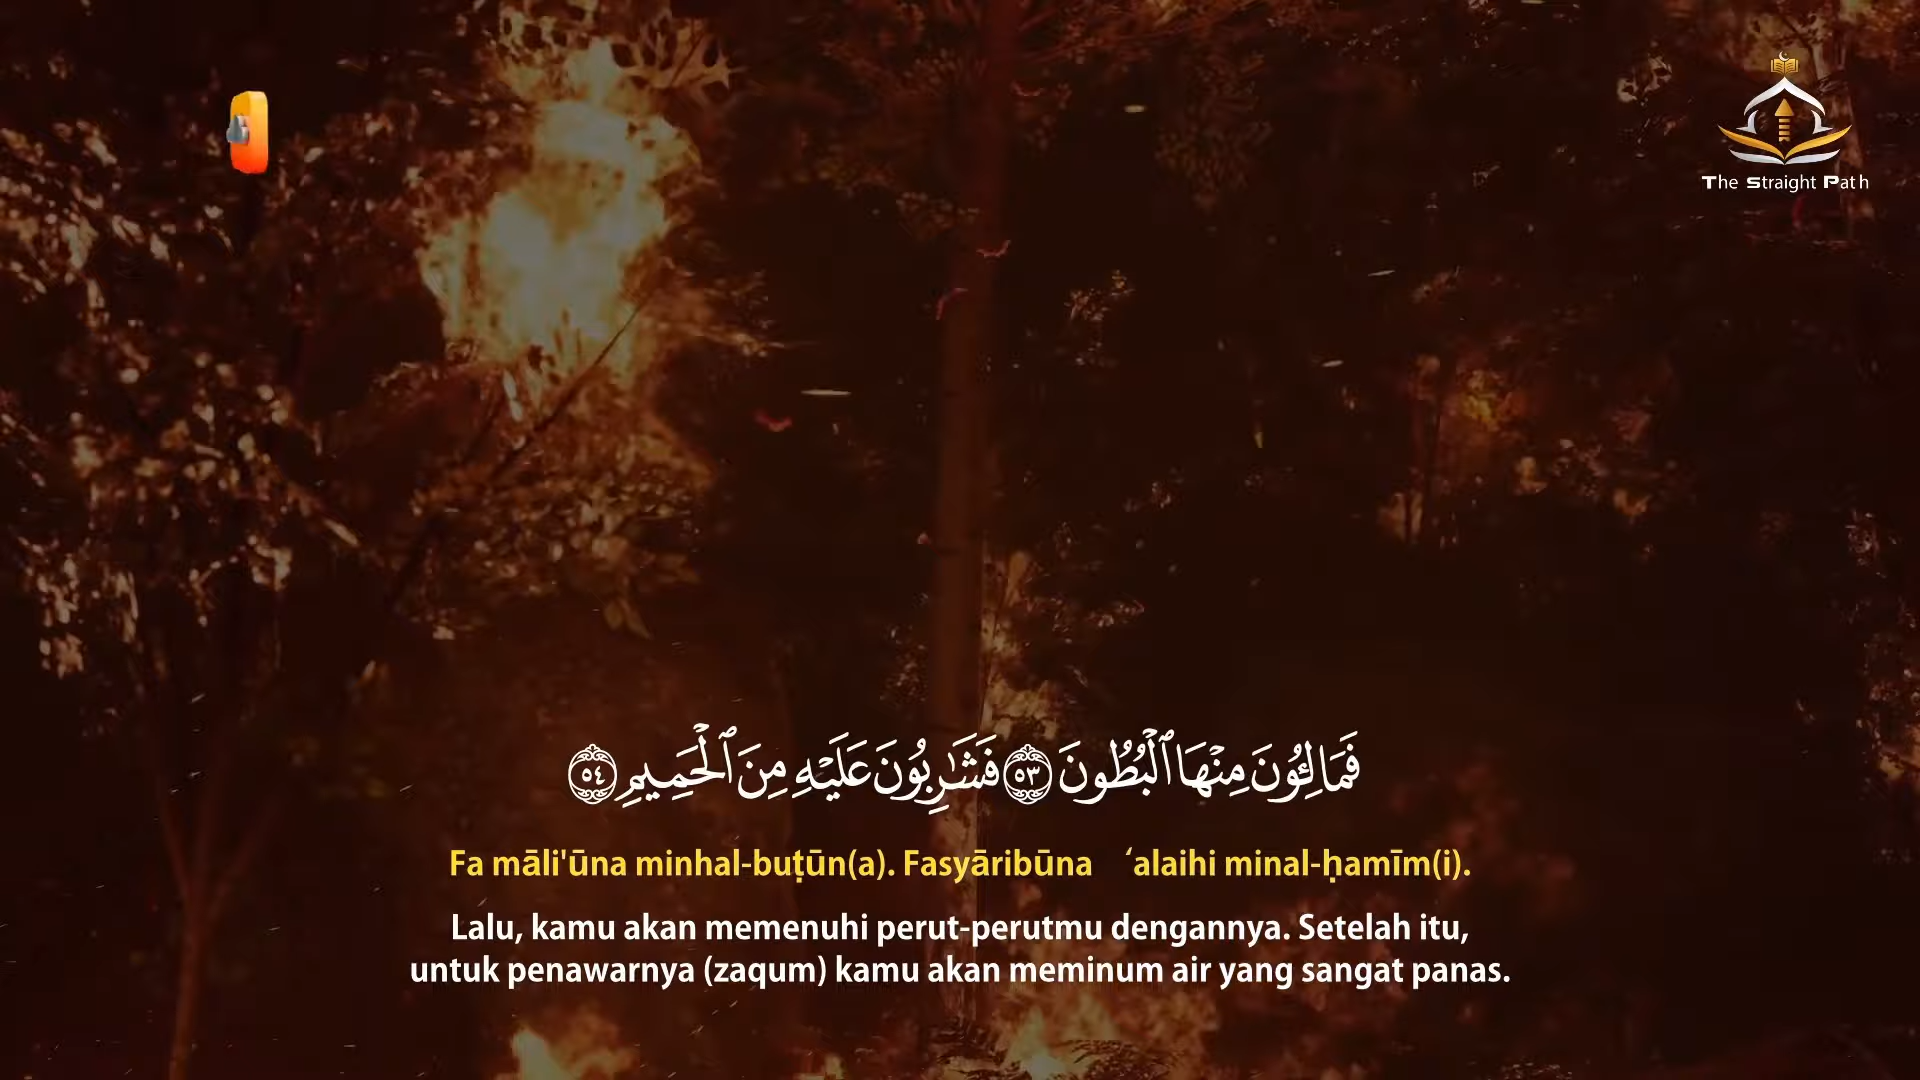 The Straight Path
فَمَالِـُٔونَ مِنْهَا ٱلْبُطُونَ ٥٣ فَشَـٰرِبُونَ عَلَيْهِ مِنَ ٱلْحَمِيمِ ٥٤
Fa māli'ūna minhal-buṭūn(a). Fasyāribūna ‘alaihi minal-ḥamīm(i).
Lalu, kamu akan memenuhi perut-perutmu dengannya. Setelah itu,
untuk penawarnya (zaqum) kamu akan meminum air yang sangat panas.